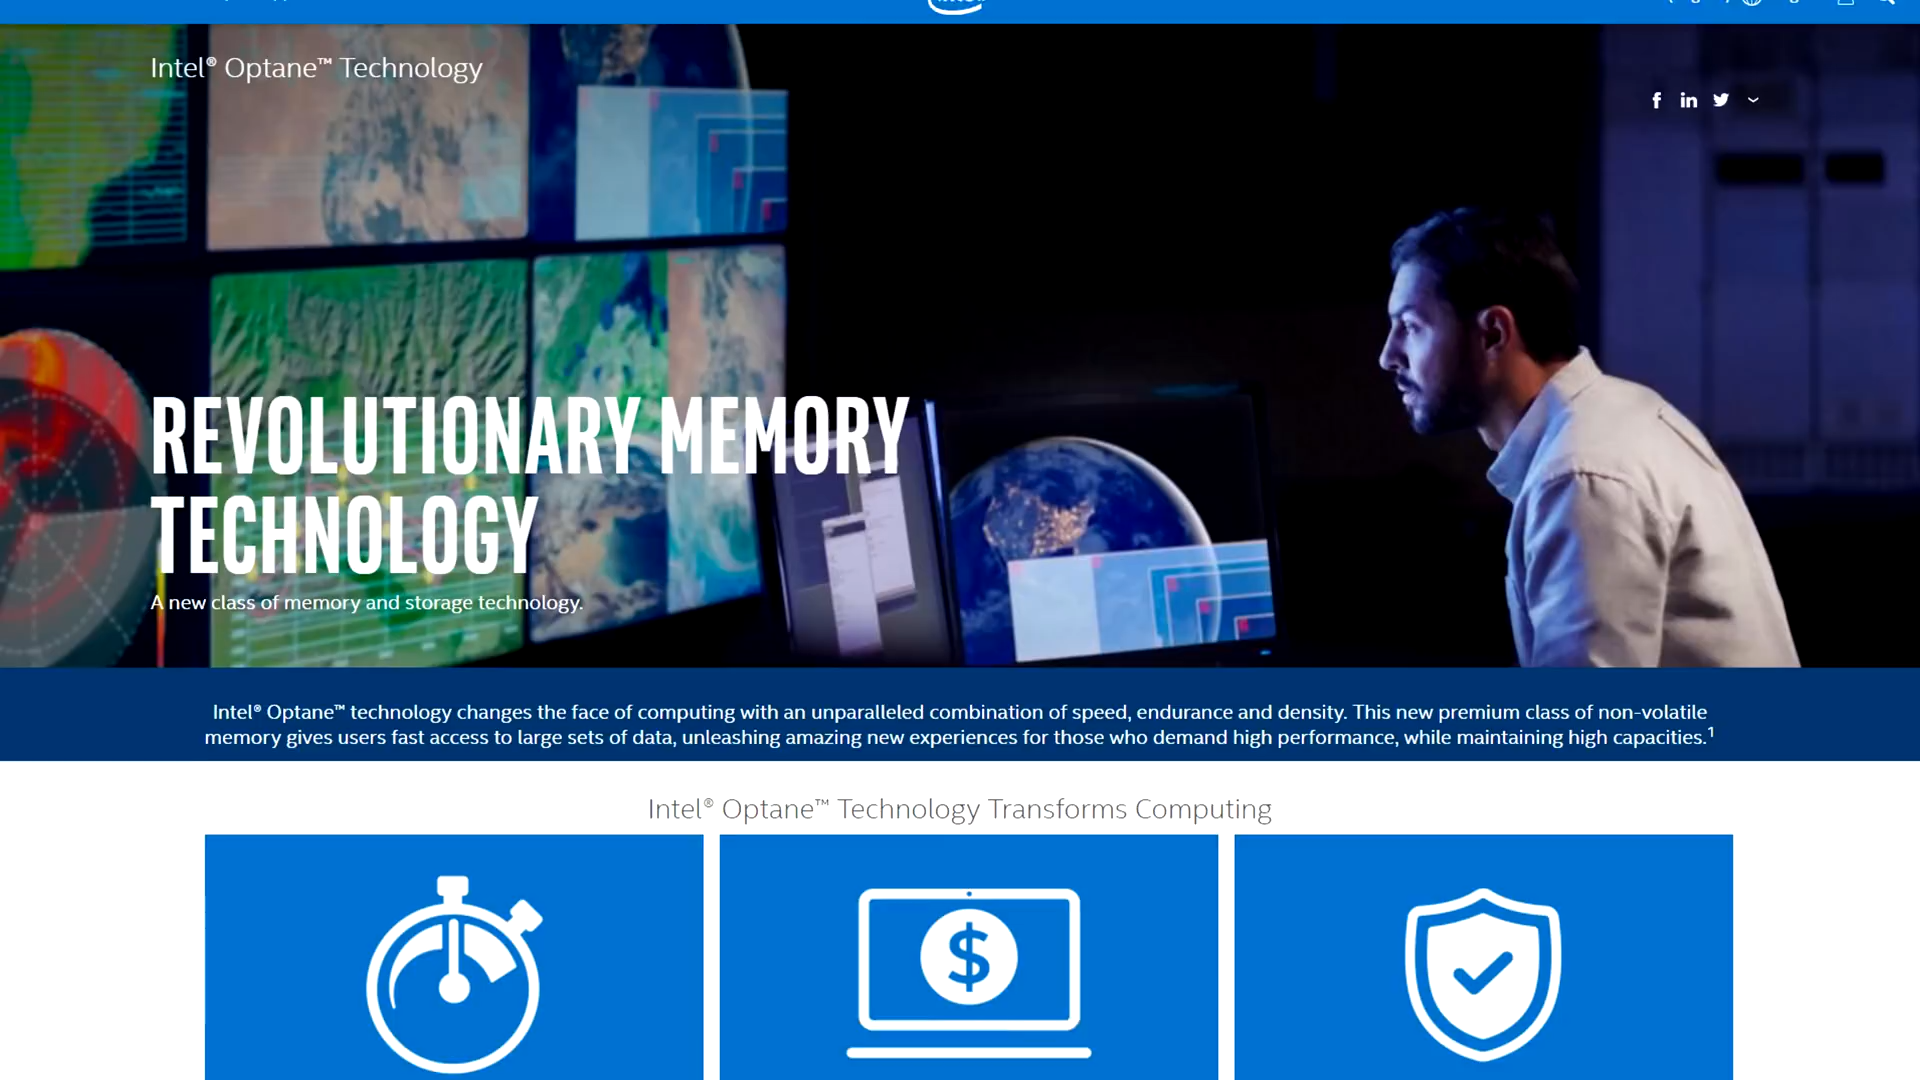 Intel® Optane™ Technology
REVOLUTIONARY MEMORY
TECHNOLOGY
A new class of memory and storage technology.
Intel® Optane™ technology changes the face of computing with an unparalleled combination of speed, endurance and density. This new premium class of non-volatile
memory gives users fast access to large sets of data, unleashing amazing new experiences for those who demand high performance, while maintaining high capacities.¹
Intel® Optane™ Technology Transforms Computing
$